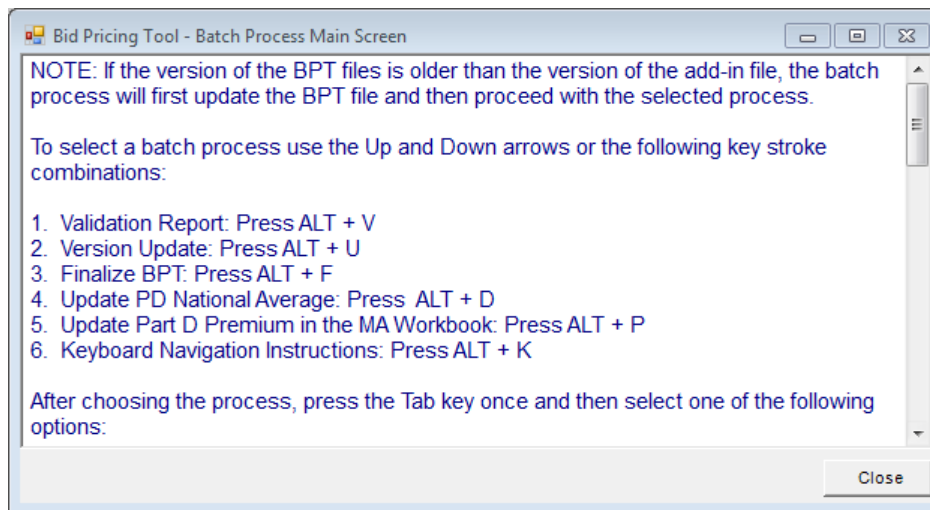 Bid Pricing Tool - Batch Process Main Screen
NOTE: If the version of the BPT files is older than the version of the add-in file, the batch
process will first update the BPT file and then proceed with the selected process.
To select a batch process use the Up and Down arrows or the following key stroke
combinations:
1. Validation Report: Press ALT + V
2. Version Update: Press ALT + U
3. Finalize BPT: Press ALT + F
4. Update PD National Average: Press ALT + D
5. Update Part D Premium in the MA Workbook: Press ALT + P
6. Keyboard Navigation Instructions: Press ALT + K
After choosing the process, press the Tab key once and then select one of the following
options:
Close